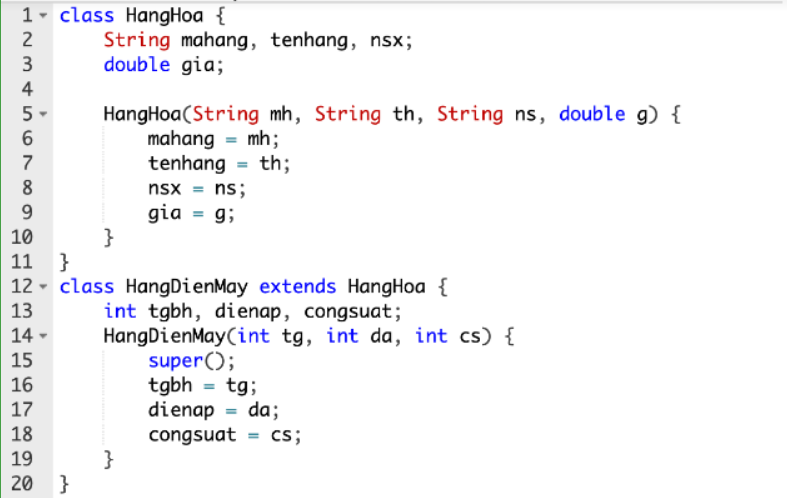 1 class HangHoa {
2 String mahang, tenhang, nsx;
3 double gia;
4
5 HangHoa(String mh, String th, String ns, double g) {
6 mahang = mh;
7 tenhang = th;
8 nsx = ns;
9 gia = g;
10 }
11 }
12 class HangDienMay extends HangHoa {
13 int tgbh, dienap, congsuat;
14 HangDienMay(int tg, int da, int cs) {
15 super();
16 tgbh = tg;
17 dienap = da;
18 congsuat = cs;
19 }
20 }